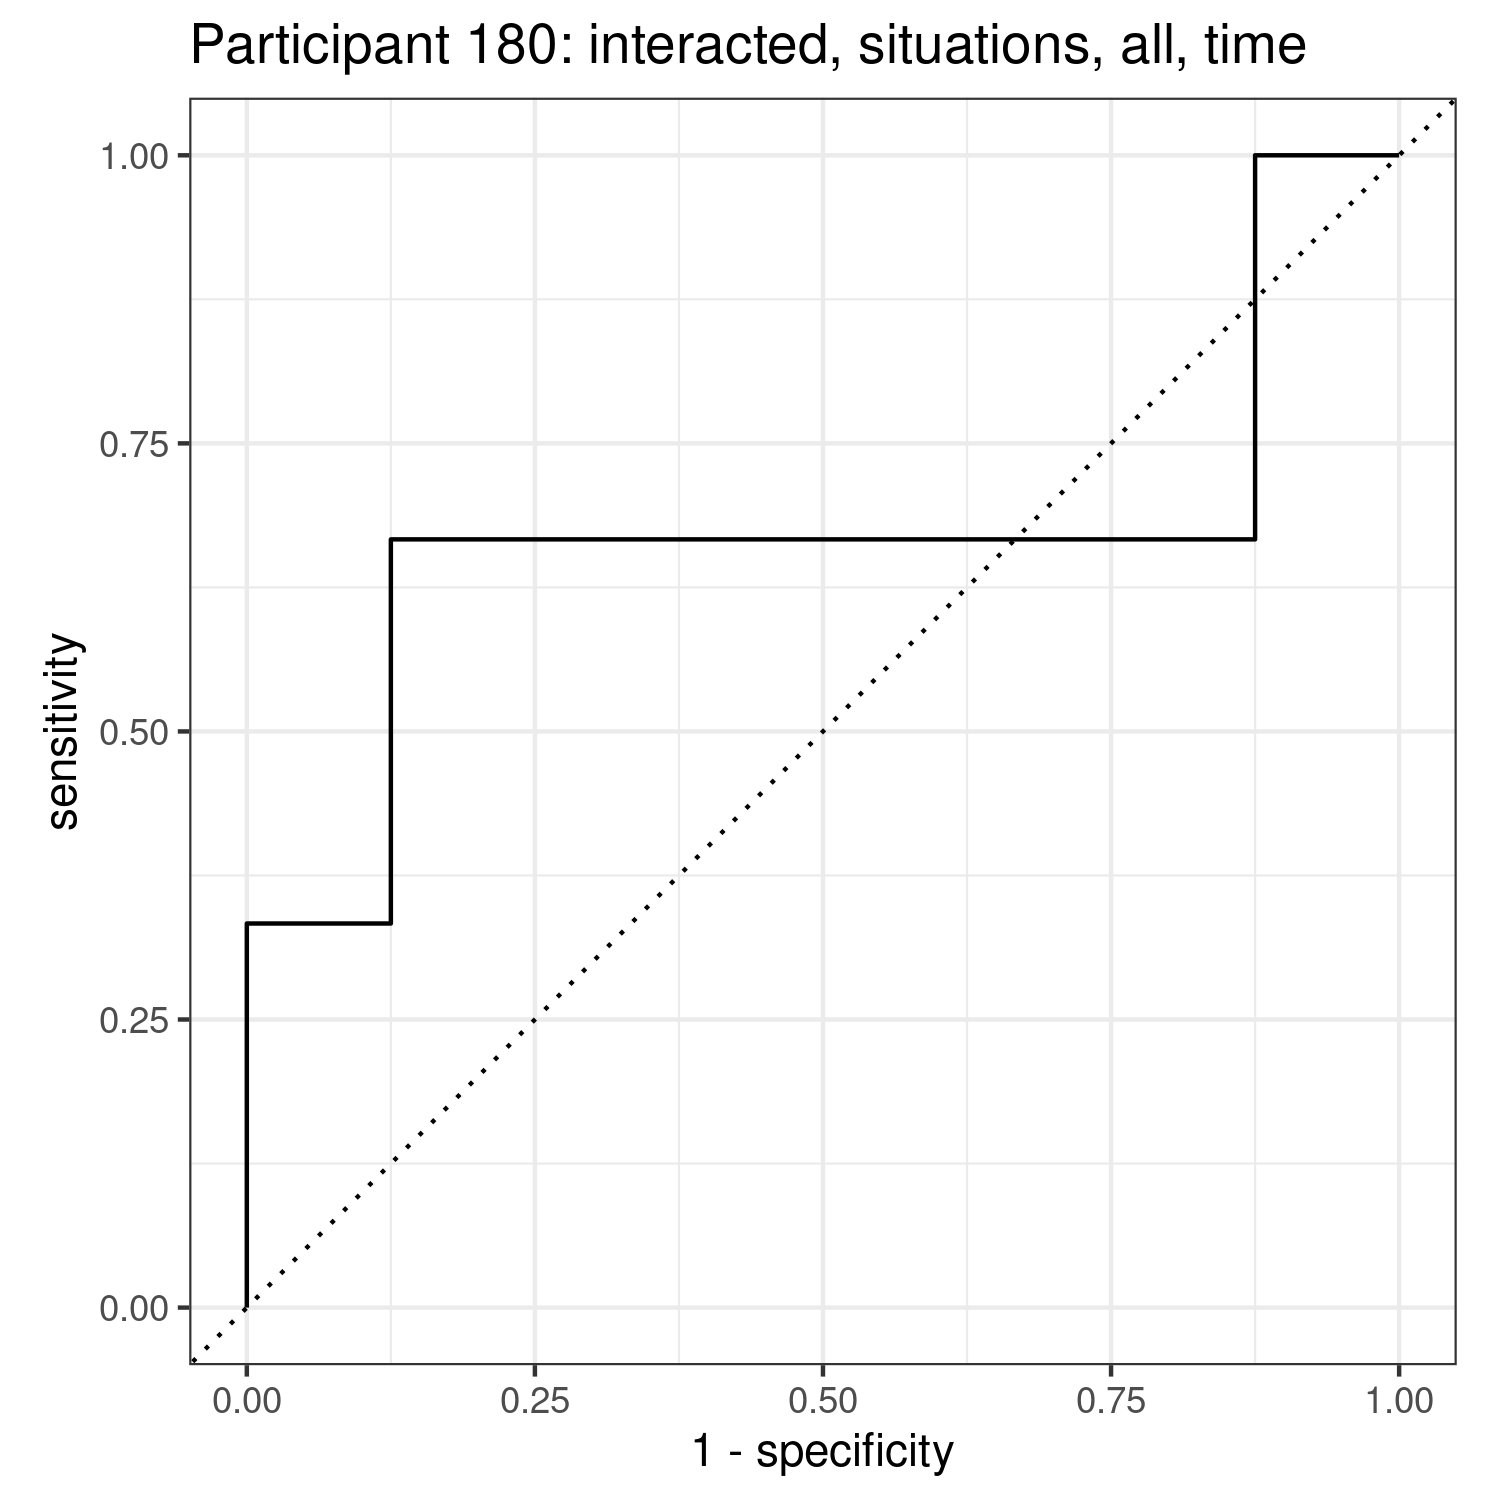 Participant 180: interacted, situations, all, time
1.00
0.75
0.50
0.25
0.00
sensitivity
0.00 0.25 0.50 0.75 1.00
1 - specificity